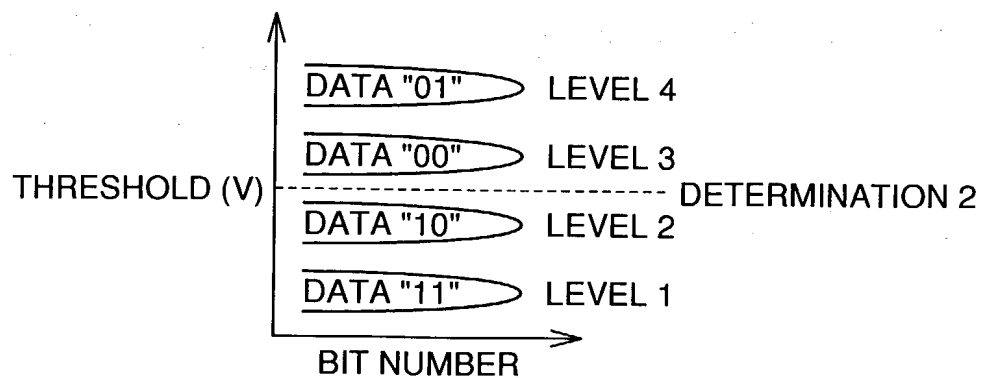 DATA "01" LEVEL 4
DATA "00" LEVEL 3
THRESHOLD (V) DETERMINATION 2
DATA "10" LEVEL 2
DATA "11" LEVEL 1
BIT NUMBER